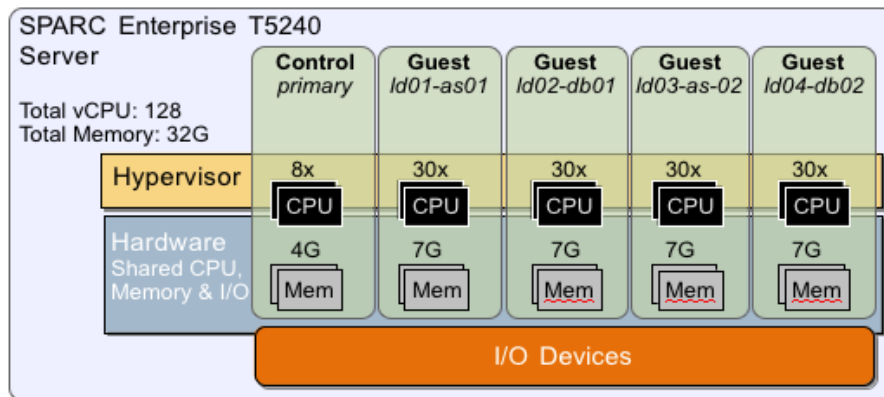 SPARC Enterprise T5240
Server
Total vCPU: 128
Total Memory: 32G
Control
primary
Guest
ld01-as01
Guest
ld02-db01
Guest
ld03-as-02
Guest
ld04-db02
Hypervisor
8x
CPU
30x
CPU
30x
CPU
30x
CPU
30x
CPU
Hardware
Shared CPU,
Memory & I/O
4G
Mem
7G
Mem
7G
Mem
7G
Mem
7G
Mem
I/O Devices